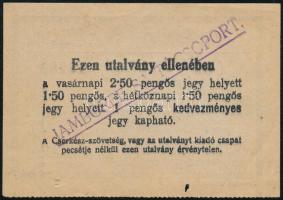 Ezen utalvány ellenében
a vasárnapi 2·50 pengős jegy helyett
1·50 pengős, a hétköznapi 1·50 pengős
jegy helyett 1 pengős kedvezményes
jegy kapható.
A Cserkész-szövetség, vagy az utalványt kiadó csapat
pecsétje nélkül ezen utalvány érvénytelen.